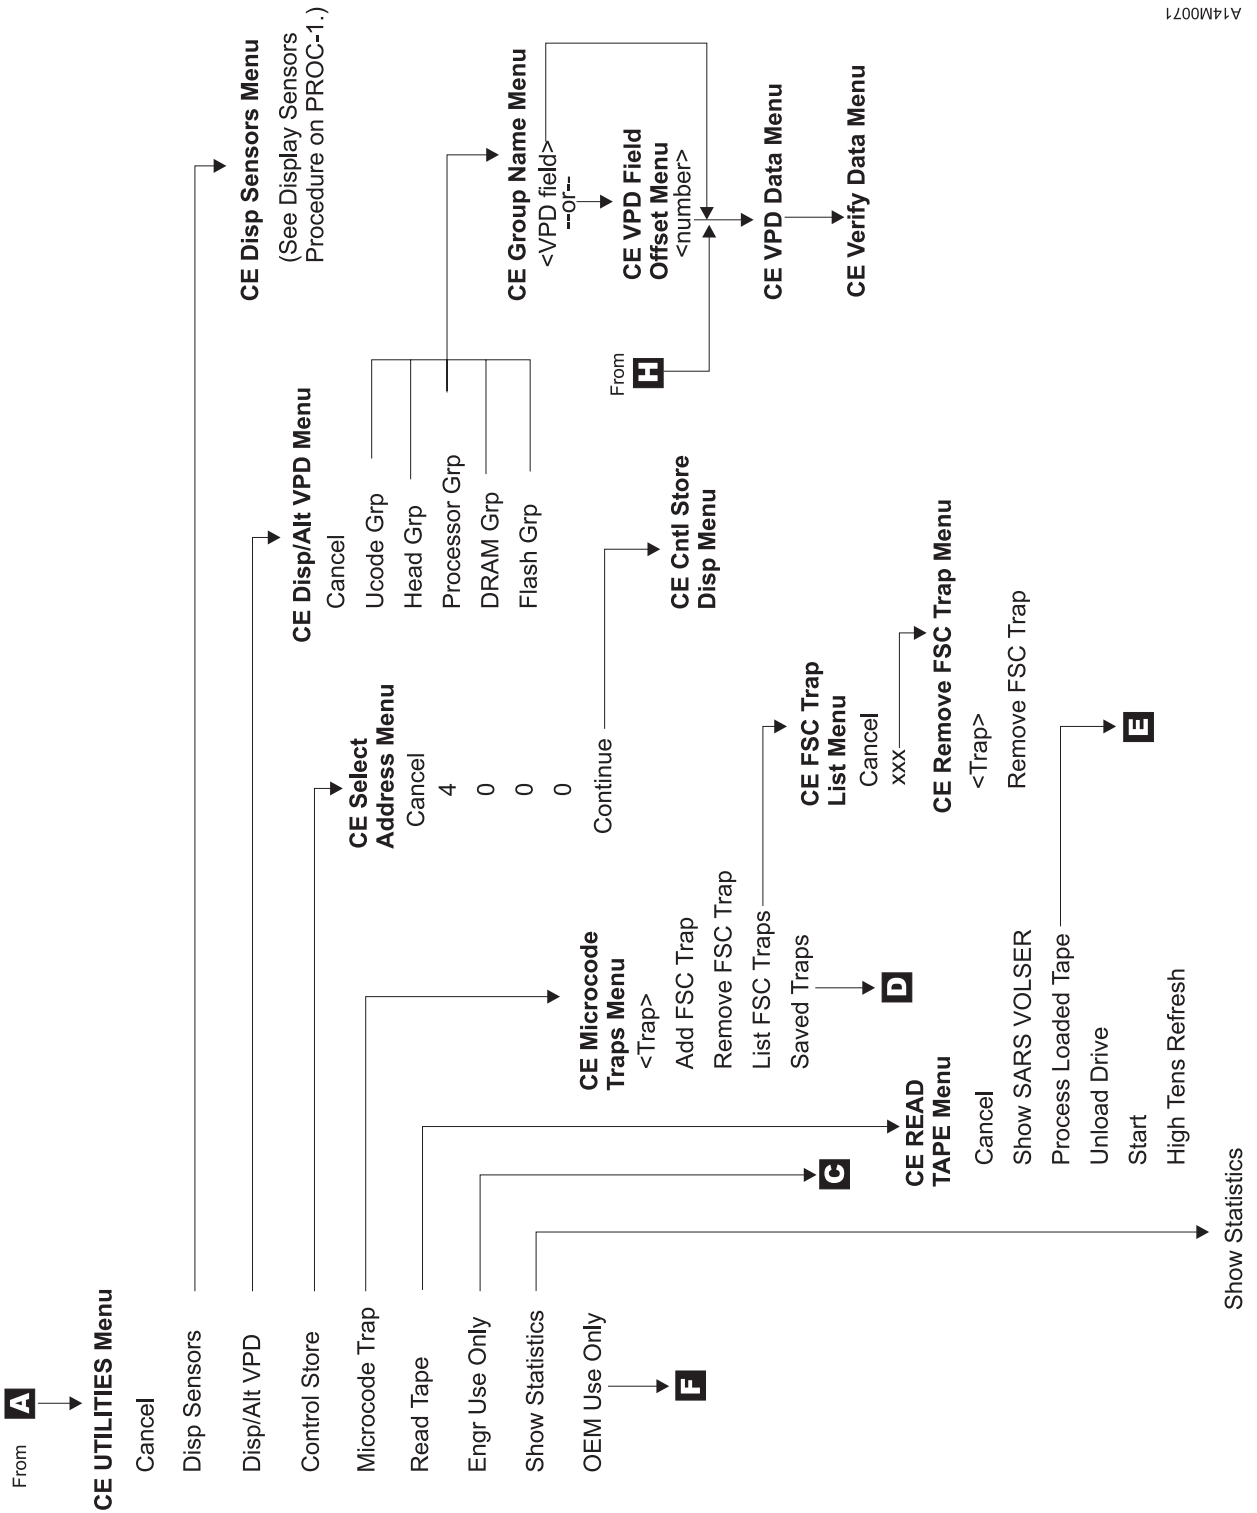 From
A
CE UTILITIES Menu
Cancel
Disp Sensors
Disp/Alt VPD
Control Store
Microcode Trap
Read Tape
Engr Use Only
Show Statistics
OEM Use Only
F
CE Disp Sensors Menu
(See Display Sensors
Procedure on PROC-1.)
CE Disp/Alt VPD Menu
Cancel
Ucode Grp
Head Grp
Processor Grp
DRAM Grp
Flash Grp
CE Group Name Menu
<VPD field>
--or--
CE VPD Field
Offset Menu
<number>
From
H
CE VPD Data Menu
CE Verify Data Menu
CE Select
Address Menu
Cancel
4
0
0
0
Continue
CE Cntl Store
Disp Menu
CE Microcode
Traps Menu
<Trap>
Add FSC Trap
Remove FSC Trap
List FSC Traps
Saved Traps
D
CE FSC Trap
List Menu
Cancel
xxx
CE Remove FSC Trap Menu
<Trap>
Remove FSC Trap
CE READ
TAPE Menu
Cancel
Show SARS VOLSER
Process Loaded Tape
Unload Drive
Start
High Tens Refresh
E
C
Show Statistics
A14M0071